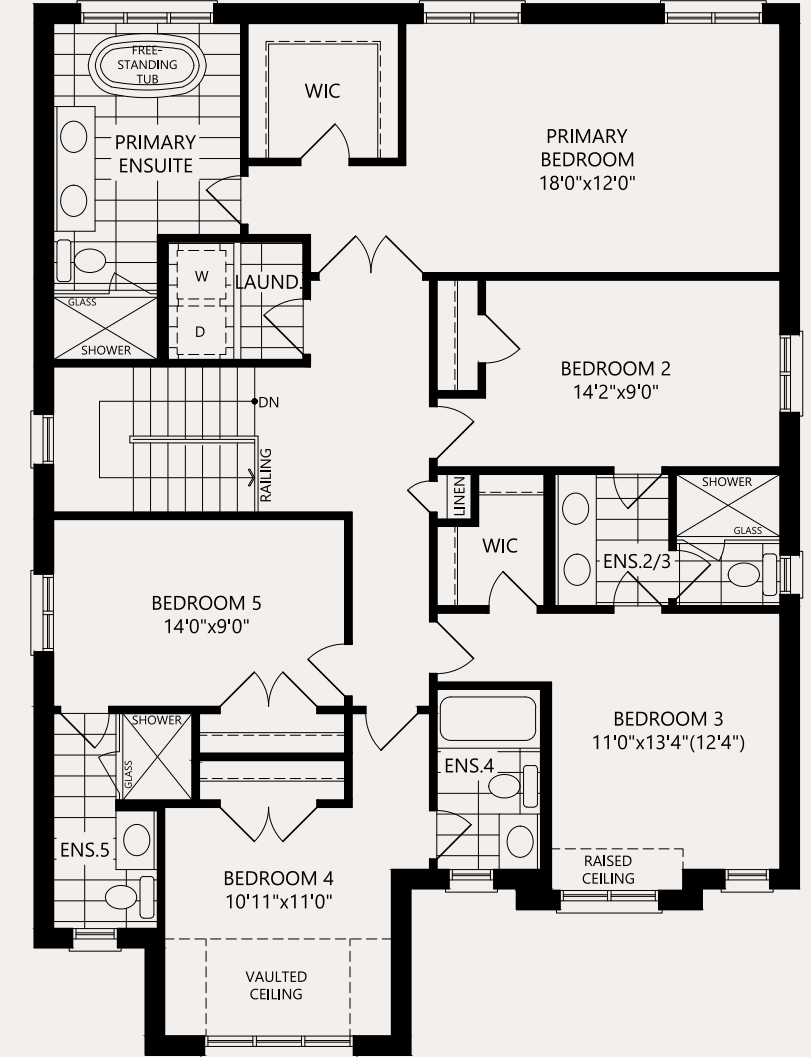 FREE-
STANDING
TUB
WIC
PRIMARY
ENSUITE
PRIMARY
BEDROOM
18'0"x12'0"
W
LAUND.
D
GLASS
SHOWER
BEDROOM 2
14'2"x9'0"
DN
RAILING
LINEN
SHOWER
GLASS
WIC
ENS.2/3
BEDROOM 5
14'0"x9'0"
SHOWER
GLASS
BEDROOM 3
11'0"x13'4"(12'4")
ENS.4
ENS.5
BEDROOM 4
10'11"x11'0"
RAISED
CEILING
VAULTED
CEILING